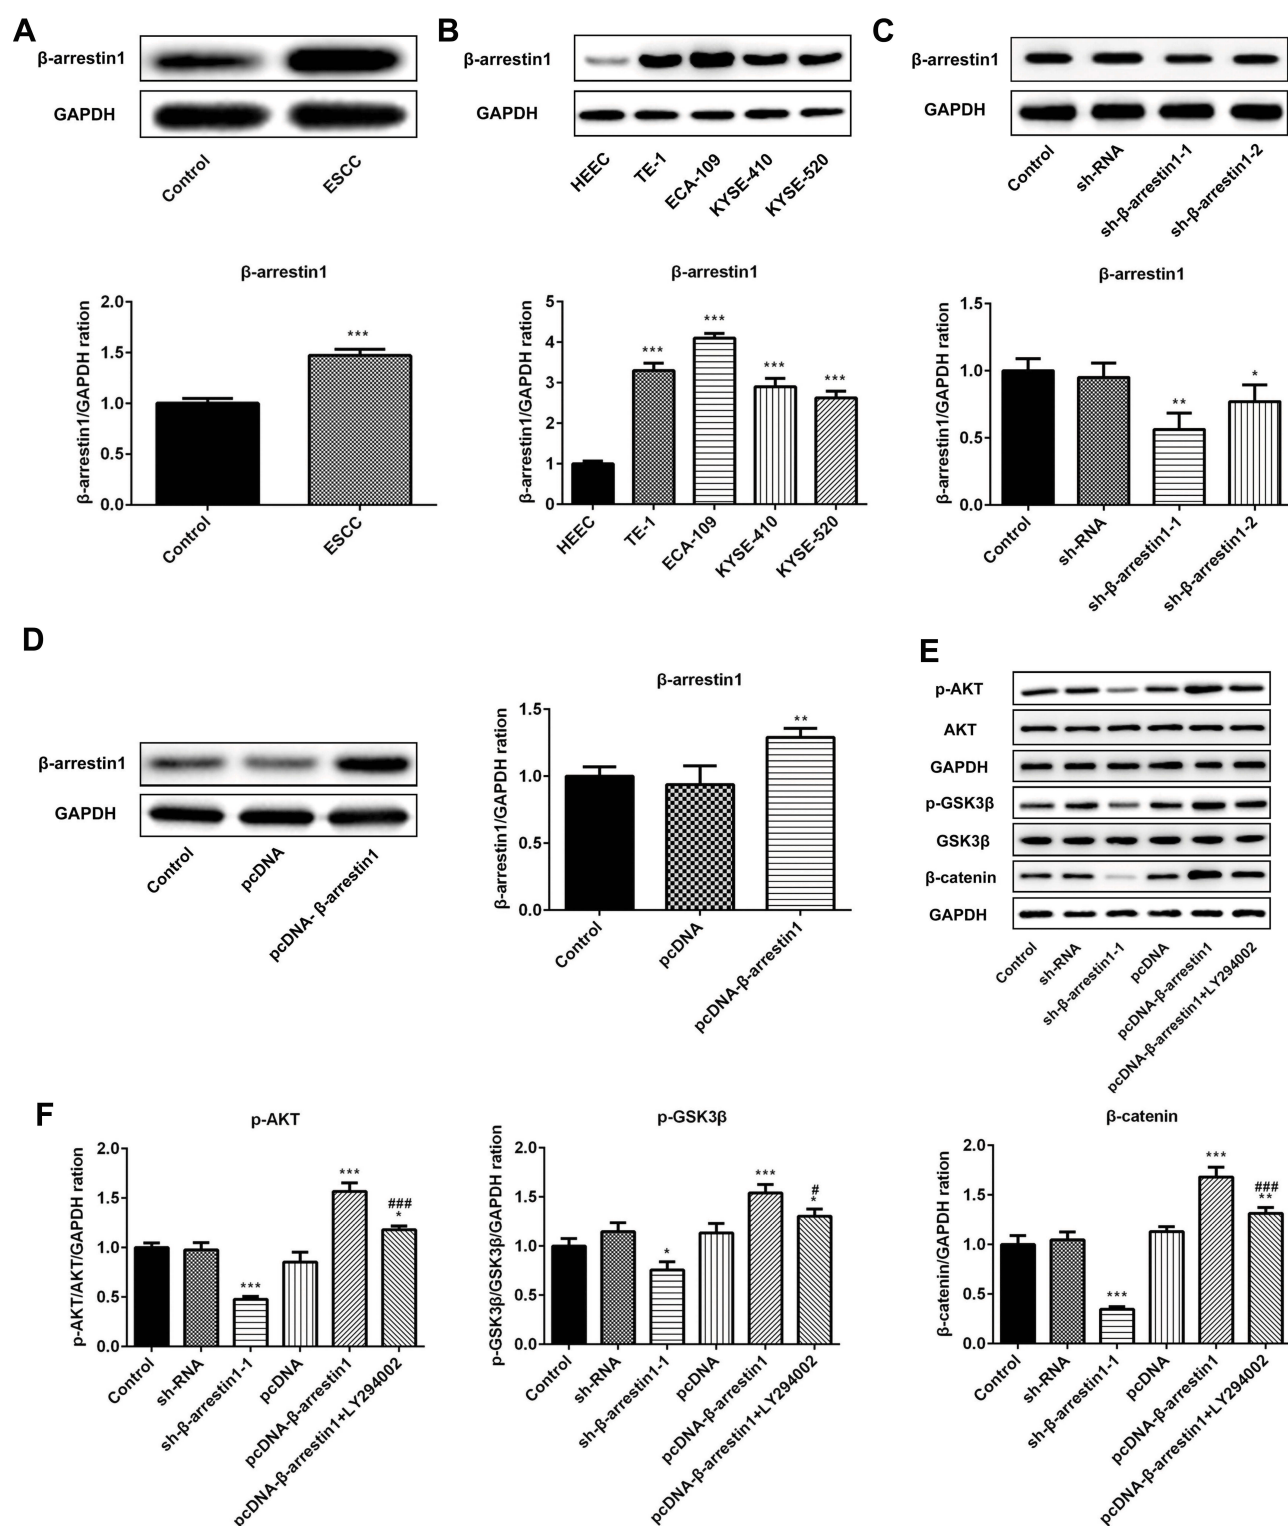 A
β-arrestin1
GAPDH
Control
ESCC
β-arrestin1
β-arrestin1/GAPDH ration
2.0
1.5
1.0
0.5
0.0
***
Control
ESCC
B
β-arrestin1
GAPDH
HEEC
TE-1
ECA-109
KYSE-410
KYSE-520
β-arrestin1
β-arrestin1/GAPDH ration
5
4
3
2
1
0
***
***
***
***
HEEC
TE-1
ECA-109
KYSE-410
KYSE-520
C
β-arrestin1
GAPDH
Control
sh-RNA
sh-β-arrestin1-1
sh-β-arrestin1-2
β-arrestin1
β-arrestin1/GAPDH ration
1.5
1.0
0.5
0.0
**
*
Control
sh-RNA
sh-β-arrestin1-1
sh-β-arrestin1-2
D
β-arrestin1
GAPDH
Control
pcDNA
pcDNA- β-arrestin1
β-arrestin1
β-arrestin1/GAPDH ration
1.5
1.0
0.5
0.0
**
Control
pcDNA
pcDNA-β-arrestin1
E
p-AKT
AKT
GAPDH
p-GSK3β
GSK3β
β-catenin
GAPDH
Control
sh-RNA
sh-β-arrestin1-1
pcDNA
pcDNA-β-arrestin1
pcDNA-β-arrestin1+LY294002
F
p-AKT
p-AKT/AKT/GAPDH ration
2.0
1.5
1.0
0.5
0.0
***
***
###
*
Control
sh-RNA
sh-β-arrestin1-1
pcDNA
pcDNA-β-arrestin1
pcDNA-β-arrestin1+LY294002
p-GSK3β
p-GSK3β/GSK3β/GAPDH ration
2.0
1.5
1.0
0.5
0.0
*
***
#
*
Control
sh-RNA
sh-β-arrestin1-1
pcDNA
pcDNA-β-arrestin1
pcDNA-β-arrestin1+LY294002
β-catenin
β-catenin/GAPDH ration
2.0
1.5
1.0
0.5
0.0
***
***
###
**
Control
sh-RNA
sh-β-arrestin1-1
pcDNA
pcDNA-β-arrestin1
pcDNA-β-arrestin1+LY294002